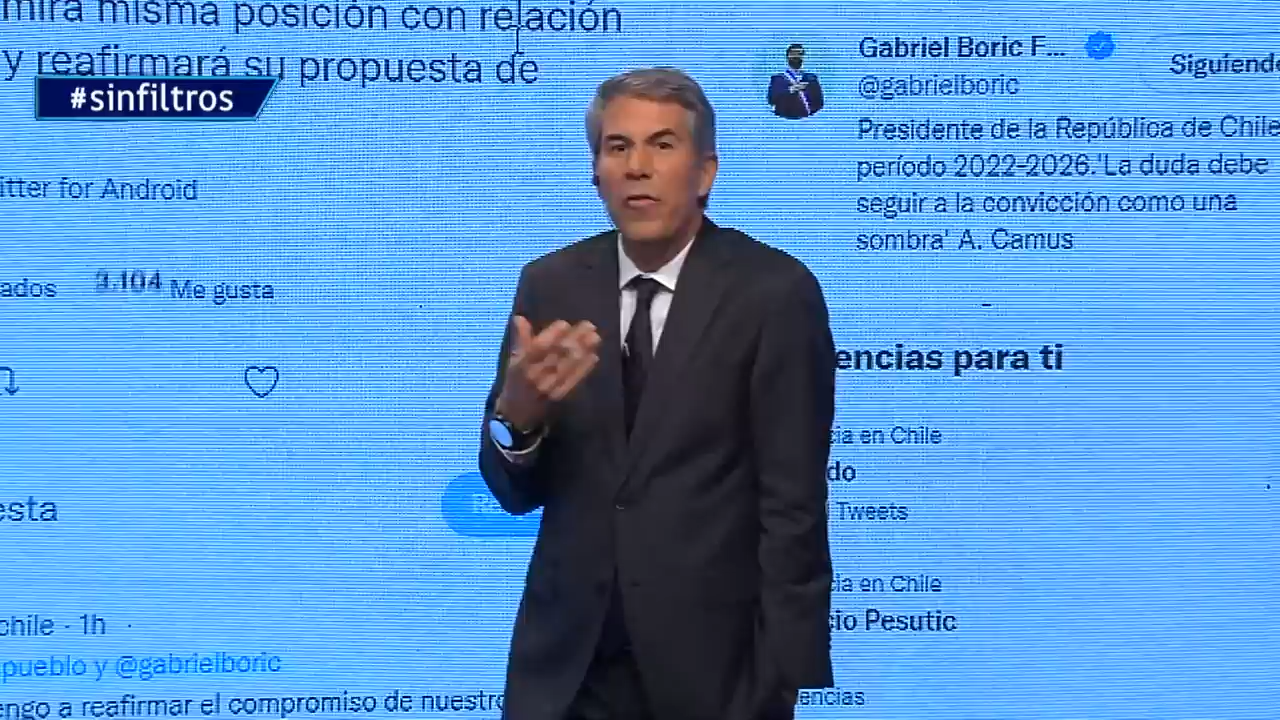 mira misma posición con relación
y reafirmará su propuesta de
#sinfiltros
itter for Android
ados 3.104 Me gusta
esta
chile · 1h ·
pueblo y @gabrielboric
engo a reafirmar el compromiso de nuestro
Gabriel Boric F...
Siguiendo
@gabrielboric
Presidente de la República de Chile
período 2022-2026.'La duda debe
seguir a la convicción como una
sombra' A. Camus
encias para ti
cia en Chile
do
Tweets
cia en Chile
cio Pesutic
encias